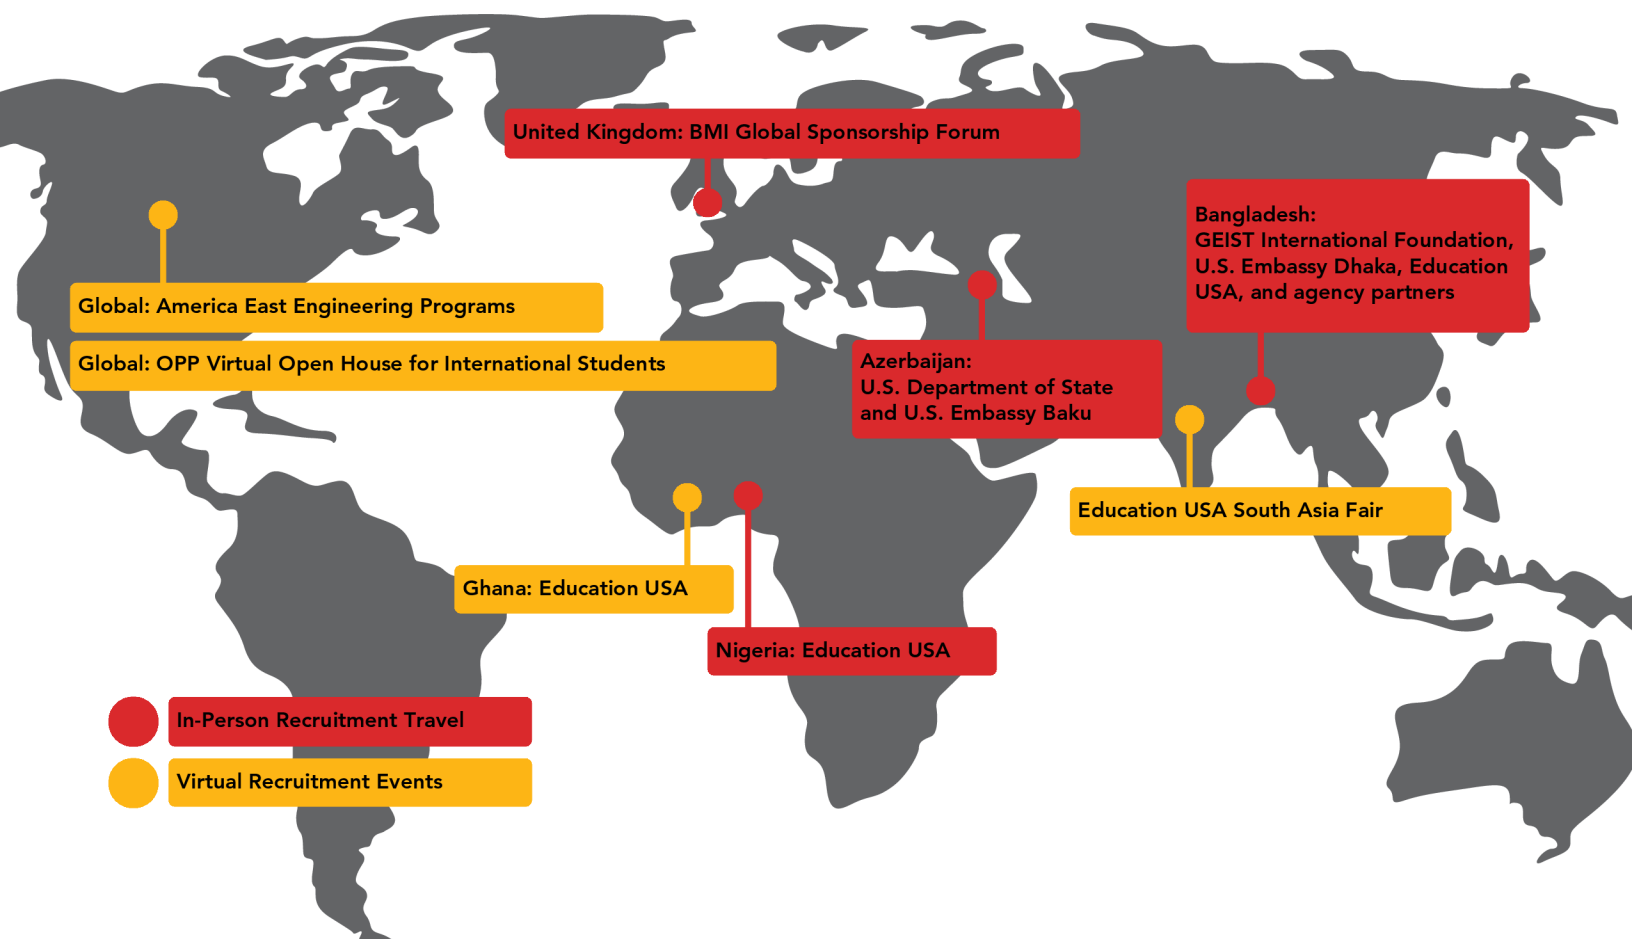 United Kingdom: BMI Global Sponsorship Forum
Bangladesh:
GEIST International Foundation,
U.S. Embassy Dhaka, Education
USA, and agency partners
Global: America East Engineering Programs
Global: OPP Virtual Open House for International Students
Azerbaijan:
U.S. Department of State
and U.S. Embassy Baku
Education USA South Asia Fair
Ghana: Education USA
Nigeria: Education USA
In-Person Recruitment Travel
Virtual Recruitment Events